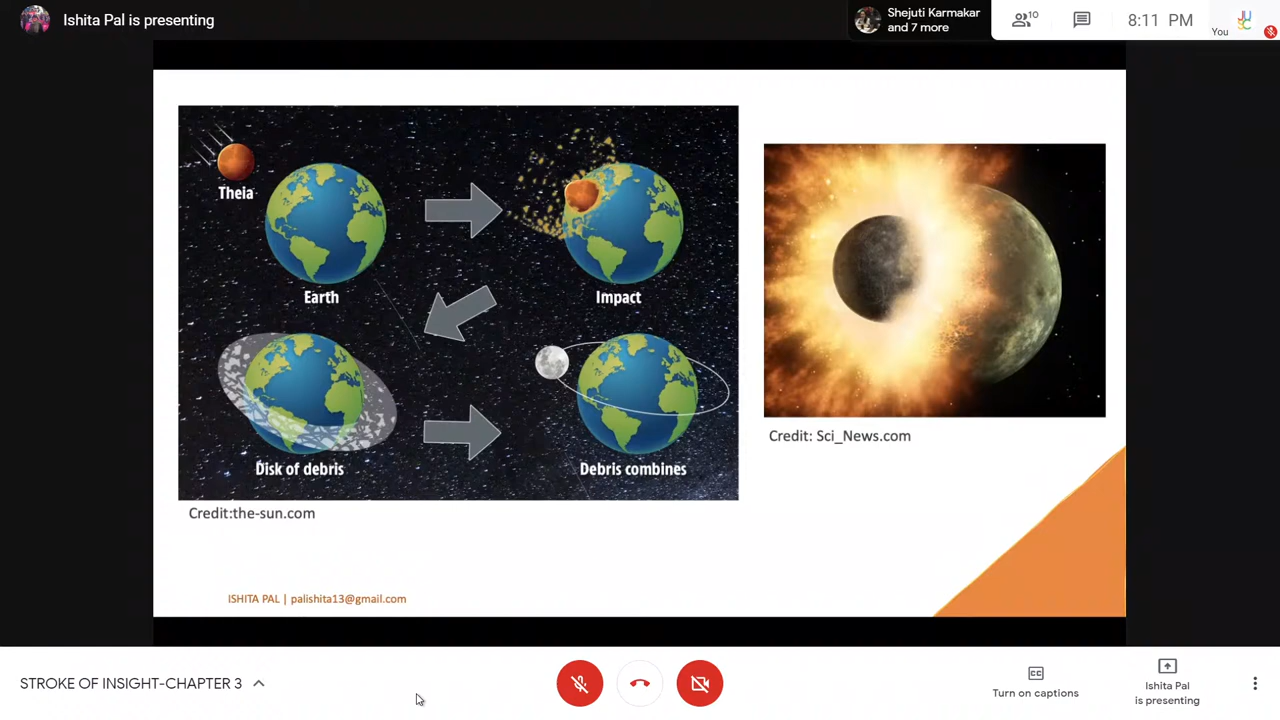 Ishita Pal is presenting
Shejuti Karmakar
and 7 more
10
8:11 PM
You
Theia
Earth
Impact
Disk of debris
Debris combines
Credit:the-sun.com
Credit: Sci_News.com
ISHITA PAL | palishita13@gmail.com
STROKE OF INSIGHT-CHAPTER 3
CC
Turn on captions
Ishita Pal
is presenting